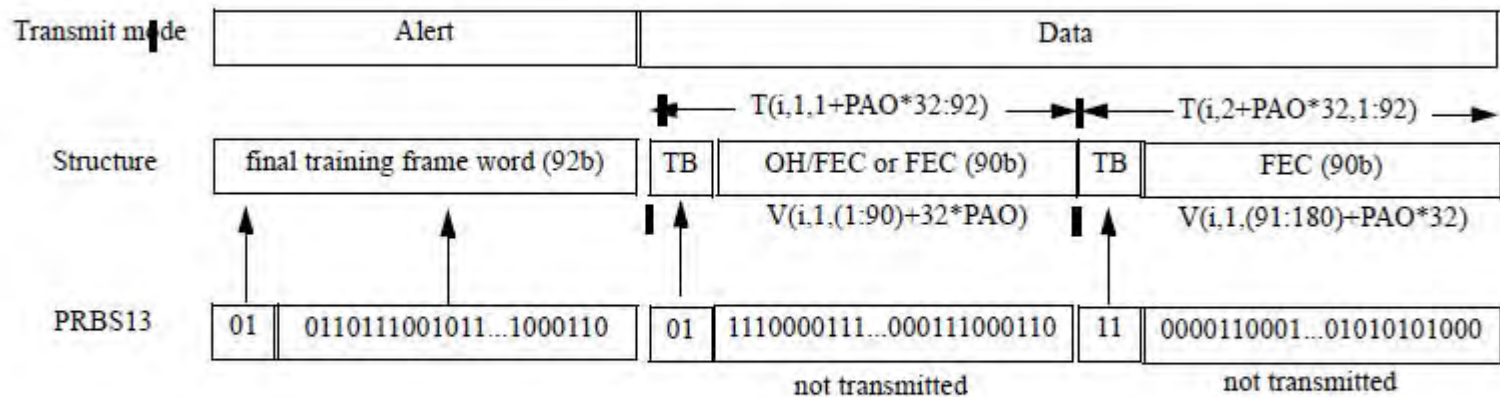 Transmit mode Alert Data
T(i,1,1+PAO*32:92) T(i,2+PAO*32,1:92)
Structure final training frame word (92b) TB OH/FEC or FEC (90b) TB FEC (90b)
V(i,1,(1:90)+32*PAO) V(i,1,(91:180)+PAO*32)
PRBS13 01 0110111001011...1000110 01 1110000111...000111000110 11 0000110001...01010101000
not transmitted not transmitted